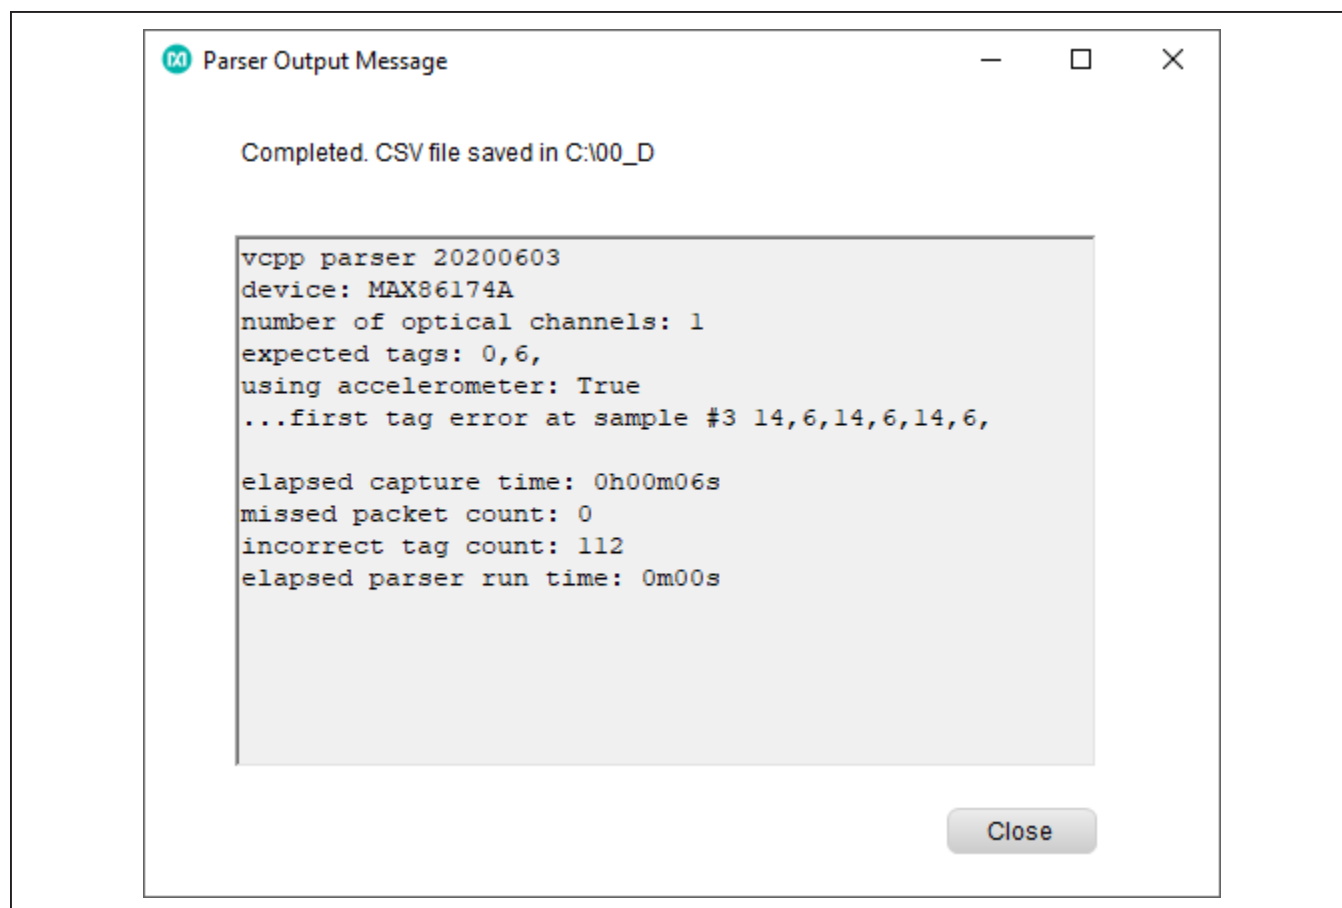 Parser Output Message
Completed. CSV file saved in C:\00_D
vcpp parser 20200603
device: MAX86174A
number of optical channels: 1
expected tags: 0,6,
using accelerometer: True
...first tag error at sample #3 14,6,14,6,14,6,
elapsed capture time: 0h00m06s
missed packet count: 0
incorrect tag count: 112
elapsed parser run time: 0m00s
Close